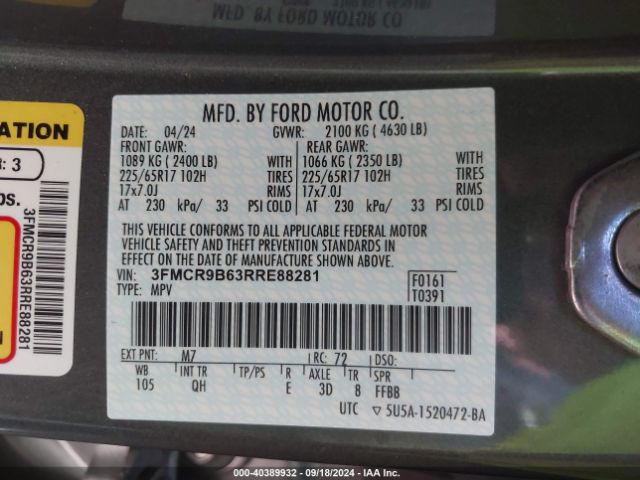 MFD. BY FORD MOTOR CO.
DATE: 04/24 GVWR: 2100 KG ( 4630 LB)
FRONT GAWR: REAR GAWR:
1089 KG ( 2400 LB) WITH 1066 KG ( 2350 LB) WITH
225/65R17 102H TIRES 225/65R17 102H TIRES
17x7.0J RIMS 17x7.0J RIMS
AT 230 kPa/ 33 PSI COLD AT 230 kPa/ 33 PSI COLD
THIS VEHICLE CONFORMS TO ALL APPLICABLE FEDERAL MOTOR
VEHICLE SAFETY AND THEFT PREVENTION STANDARDS IN
EFFECT ON THE DATE OF MANUFACTURE SHOWN ABOVE.
VIN: 3FMCR9B63RRE88281 F0161
TYPE: MPV T0391
EXT PNT: M7 RC: 72 DSO:
WB INT TR TP/PS R AXLE TR SPR
105 QH E 3D 8 FFBB
UTC ▽5U5A-1520472-BA
ATION
R: 3
os.
3FMCR9B63RRE88281
N
000-40389932 - 09/18/2024 - IAA Inc.